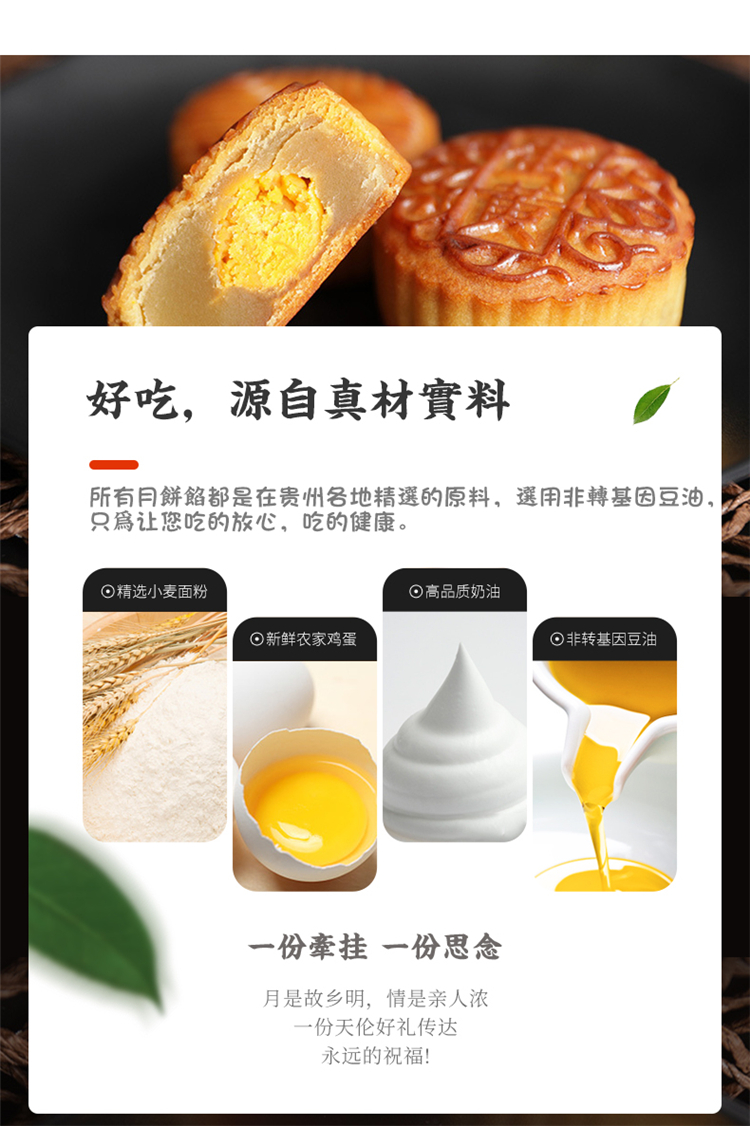 好吃，源自真材實料
所有月餅餡都是在贵州各地精選的原料，選用非轉基因豆油，
只爲让您吃的放心，吃的健康。
精选小麦面粉
新鲜农家鸡蛋
高品质奶油
非转基因豆油
一份牵挂 一份思念
月是故乡明，情是亲人浓
一份天伦好礼传达
永远的祝福!